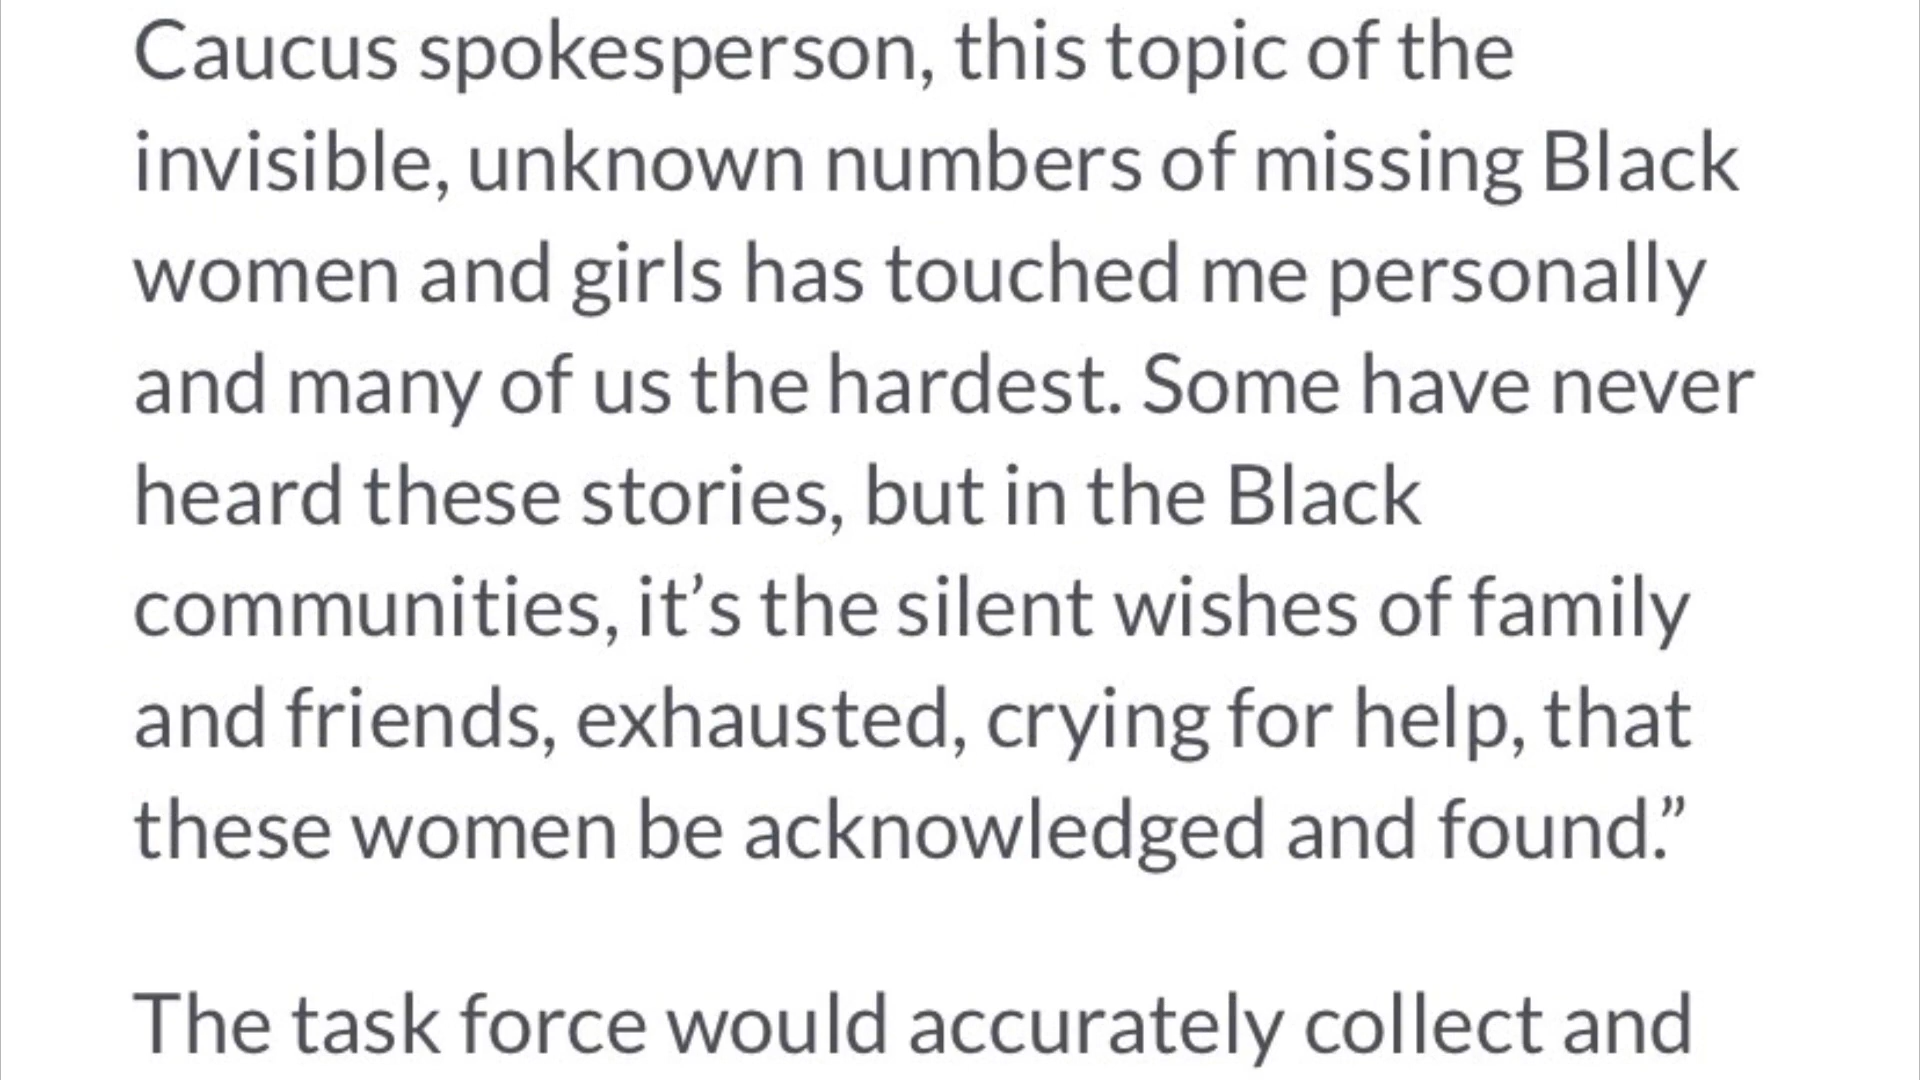 Caucus spokesperson, this topic of the
invisible, unknown numbers of missing Black
women and girls has touched me personally
and many of us the hardest. Some have never
heard these stories, but in the Black
communities, it’s the silent wishes of family
and friends, exhausted, crying for help, that
these women be acknowledged and found.”
The task force would accurately collect and